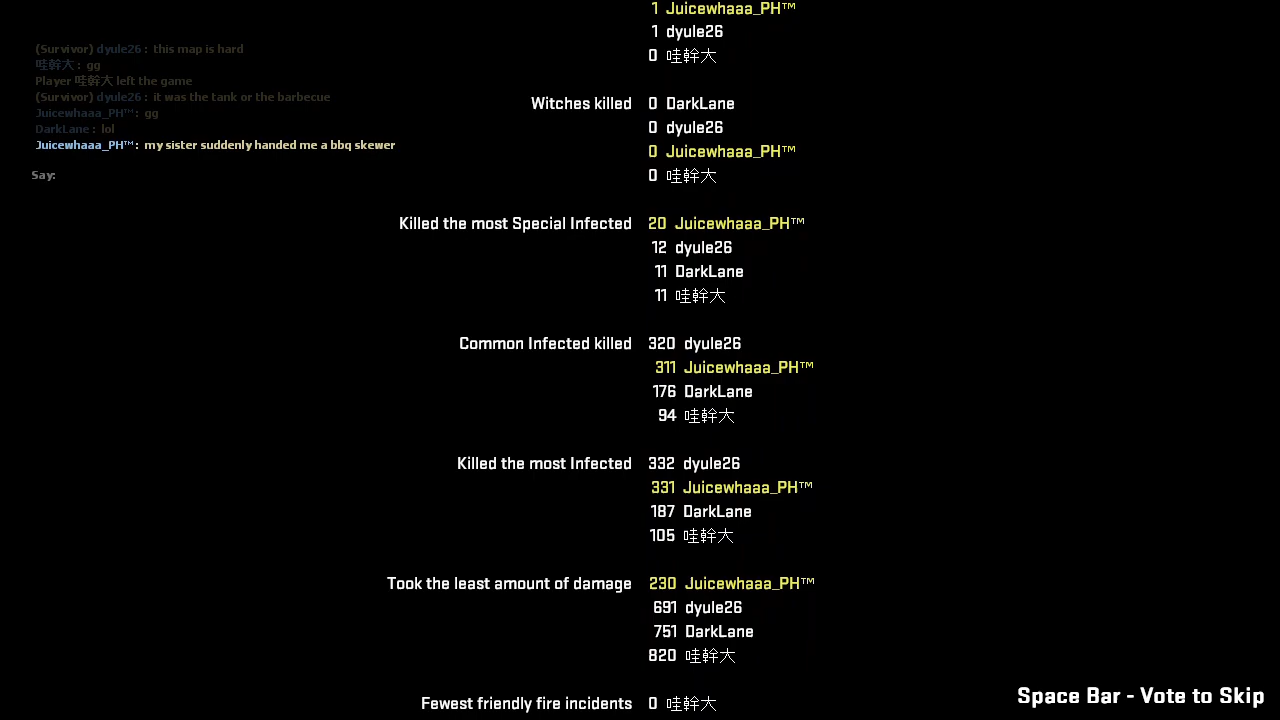 1 Juicewhaaa_PH™
1 dyule26
0 哇幹大
(Survivor) dyule26 : this map is hard
哇幹大 : gg
Player 哇幹大 left the game
(Survivor) dyule26 : it was the tank or the barbecue
Juicewhaaa_PH™ : gg
DarkLane : lol
Juicewhaaa_PH™ : my sister suddenly handed me a bbq skewer
Say:
Witches killed 0 DarkLane
0 dyule26
0 Juicewhaaa_PH™
0 哇幹大
Killed the most Special Infected 20 Juicewhaaa_PH™
12 dyule26
11 DarkLane
11 哇幹大
Common Infected killed 320 dyule26
311 Juicewhaaa_PH™
176 DarkLane
94 哇幹大
Killed the most Infected 332 dyule26
331 Juicewhaaa_PH™
187 DarkLane
105 哇幹大
Took the least amount of damage 230 Juicewhaaa_PH™
691 dyule26
751 DarkLane
820 哇幹大
Fewest friendly fire incidents 0 哇幹大
Space Bar - Vote to Skip